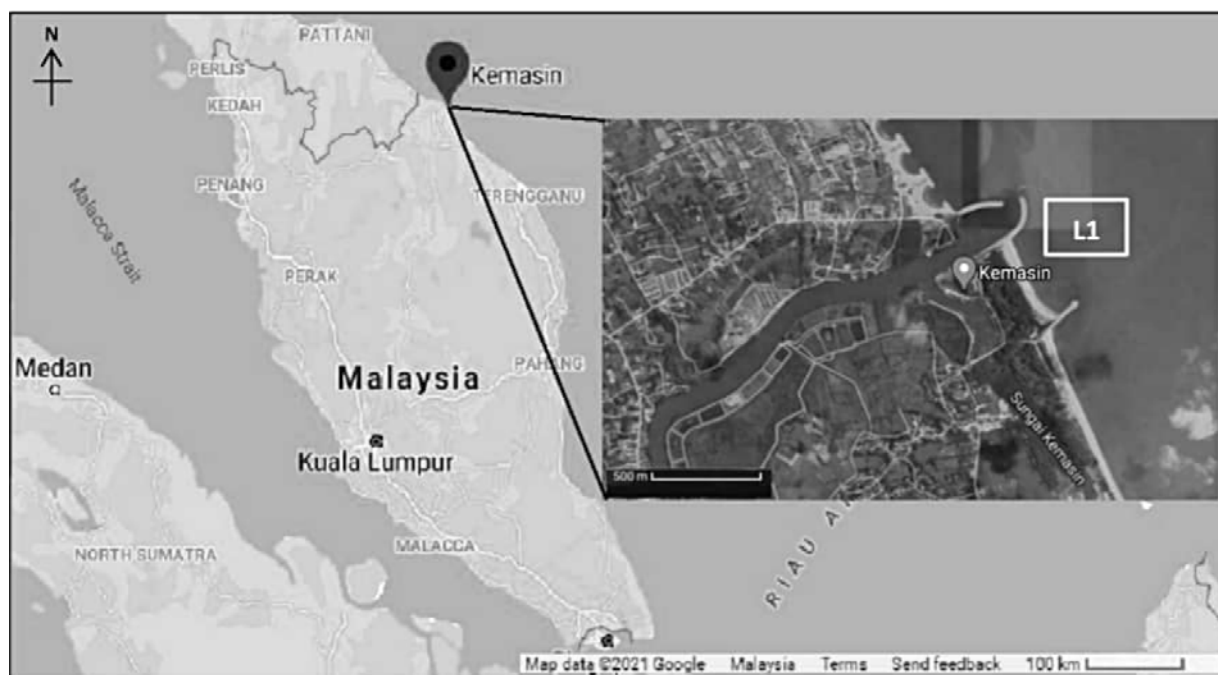 N
PATTANI
Kemasin
PERLIS
KEDAH
PENANG
TERENGGANU
Malacca Strait
L1
Kemasin
PERAK
PAHANG
Medan
Malaysia
Sungai Kemasin
Kuala Lumpur
500 m
MALACCA
NORTH SUMATRA
RIAU
Map data ©2021 Google Malaysia Terms Send feedback 100 km